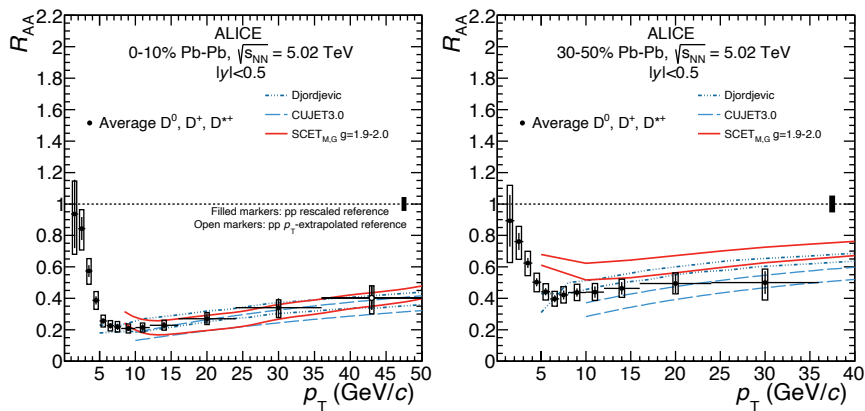 R_AA
2.2
2
1.8
1.6
1.4
1.2
1
0.8
0.6
0.4
0.2
0
ALICE
0-10% Pb-Pb, √s_NN = 5.02 TeV
|y|<0.5
Djordjevic
CUJET3.0
SCET_M,G g=1.9-2.0
Average D⁰, D⁺, D*⁺
Filled markers: pp rescaled reference
Open markers: pp p_T-extrapolated reference
5 10 15 20 25 30 35 40 45 50
p_T (GeV/c)
R_AA
2.2
2
1.8
1.6
1.4
1.2
1
0.8
0.6
0.4
0.2
0
ALICE
30-50% Pb-Pb, √s_NN = 5.02 TeV
|y|<0.5
Djordjevic
CUJET3.0
SCET_M,G g=1.9-2.0
Average D⁰, D⁺, D*⁺
5 10 15 20 25 30 35 40
p_T (GeV/c)